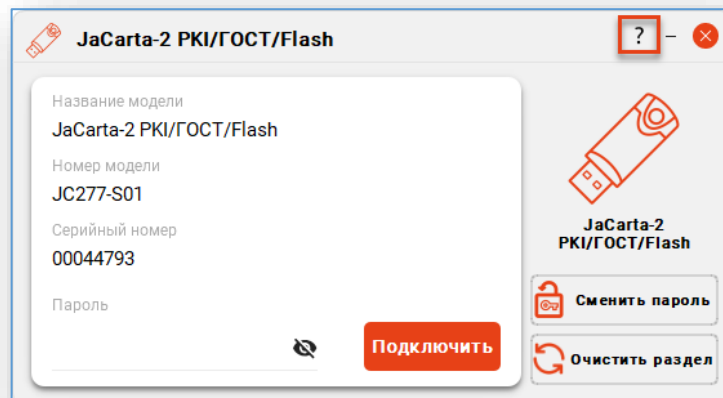 JaCarta-2 PKI/ГОСТ/Flash
?
Название модели
JaCarta-2 PKI/ГОСТ/Flash
Номер модели
JC277-S01
Серийный номер
00044793
Пароль
Подключить
JaCarta-2
PKI/ГОСТ/Flash
Сменить пароль
Очистить раздел